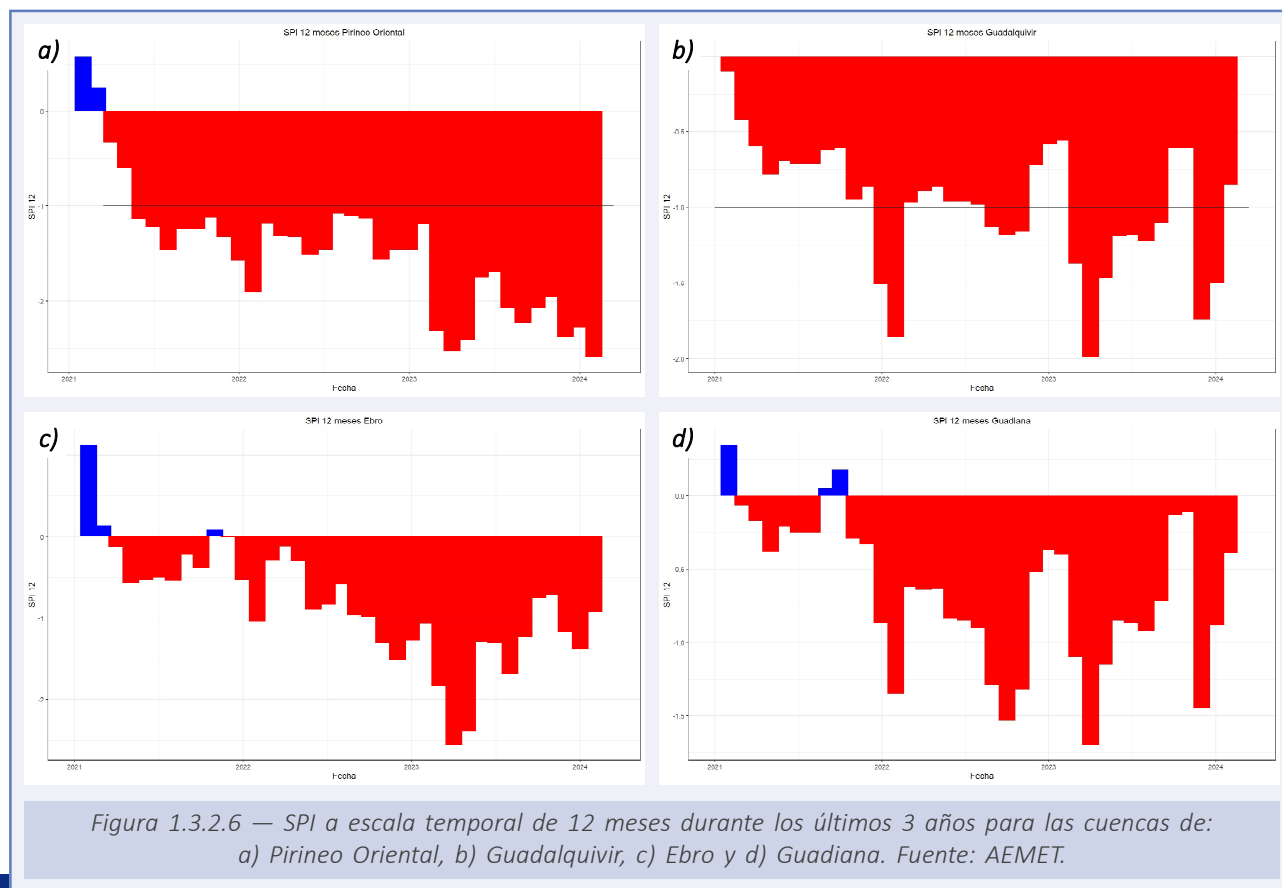 a)
SPI 12 meses Pirineo Oriental
0
-1
-2
SPI 12
2021
2022
2023
2024
Fecha
b)
SPI 12 meses Guadalquivir
-0.5
-1.0
-1.5
-2.0
SPI 12
2021
2022
2023
2024
Fecha
c)
SPI 12 meses Ebro
0
-1
-2
SPI 12
2021
2022
2023
2024
Fecha
d)
SPI 12 meses Guadiana
0.0
-0.5
-1.0
-1.5
SPI 12
2021
2022
2023
2024
Fecha
Figura 1.3.2.6 — SPI a escala temporal de 12 meses durante los últimos 3 años para las cuencas de:
a) Pirineo Oriental, b) Guadalquivir, c) Ebro y d) Guadiana. Fuente: AEMET.